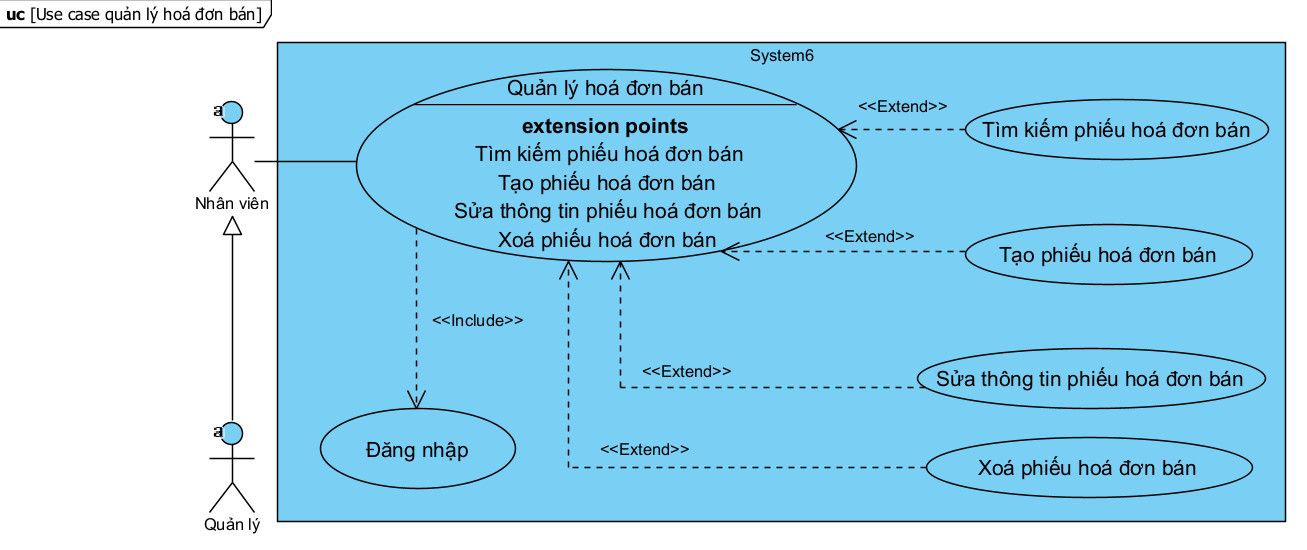 uc [Use case quản lý hoá đơn bán]
System6
Quản lý hoá đơn bán
extension points
Tìm kiếm phiếu hoá đơn bán
Tạo phiếu hoá đơn bán
Sửa thông tin phiếu hoá đơn bán
Xoá phiếu hoá đơn bán
<<Extend>>
Tìm kiếm phiếu hoá đơn bán
a
Nhân viên
<<Extend>>
Tạo phiếu hoá đơn bán
<<Include>>
<<Extend>>
Sửa thông tin phiếu hoá đơn bán
<<Extend>>
Xoá phiếu hoá đơn bán
Đăng nhập
a
Quản lý